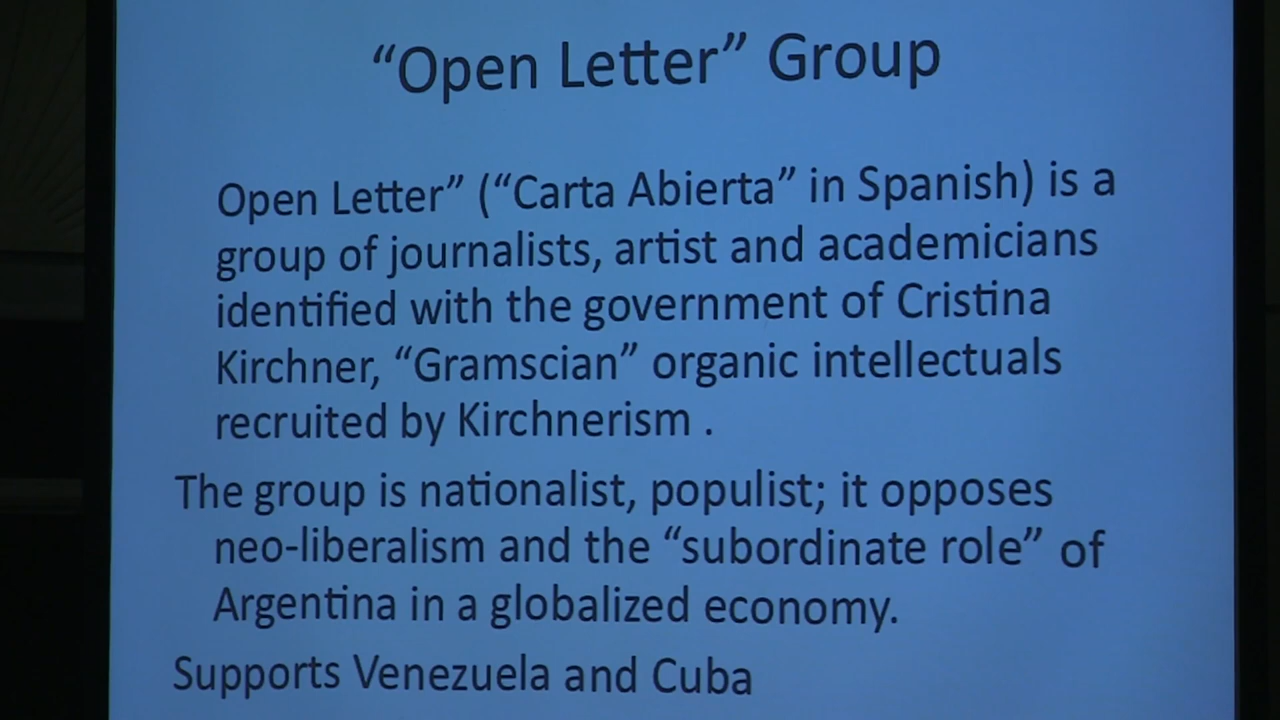 “Open Letter” Group
Open Letter” (“Carta Abierta” in Spanish) is a
group of journalists, artist and academicians
identified with the government of Cristina
Kirchner, “Gramscian” organic intellectuals
recruited by Kirchnerism .
The group is nationalist, populist; it opposes
neo-liberalism and the “subordinate role” of
Argentina in a globalized economy.
Supports Venezuela and Cuba